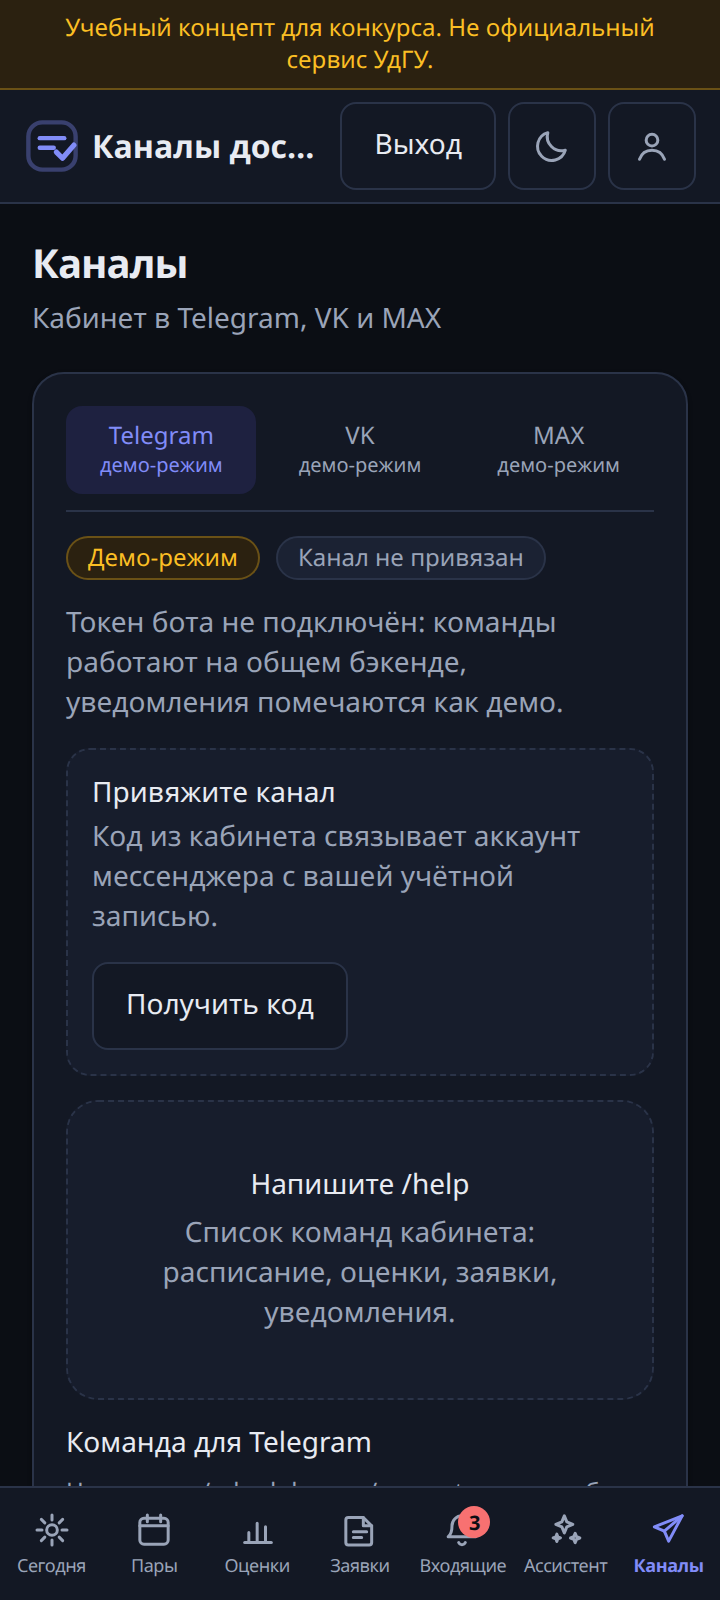 Учебный концепт для конкурса. Не официальный
сервис УдГУ.
Каналы дос...
Выход
Каналы
Кабинет в Telegram, VK и MAX
Telegram
демо-режим
VK
демо-режим
MAX
демо-режим
Демо-режим
Канал не привязан
Токен бота не подключён: команды
работают на общем бэкенде,
уведомления помечаются как демо.
Привяжите канал
Код из кабинета связывает аккаунт
мессенджера с вашей учётной
записью.
Получить код
Напишите /help
Список команд кабинета:
расписание, оценки, заявки,
уведомления.
Команда для Telegram
3
Сегодня
Пары
Оценки
Заявки
Входящие
Ассистент
Каналы